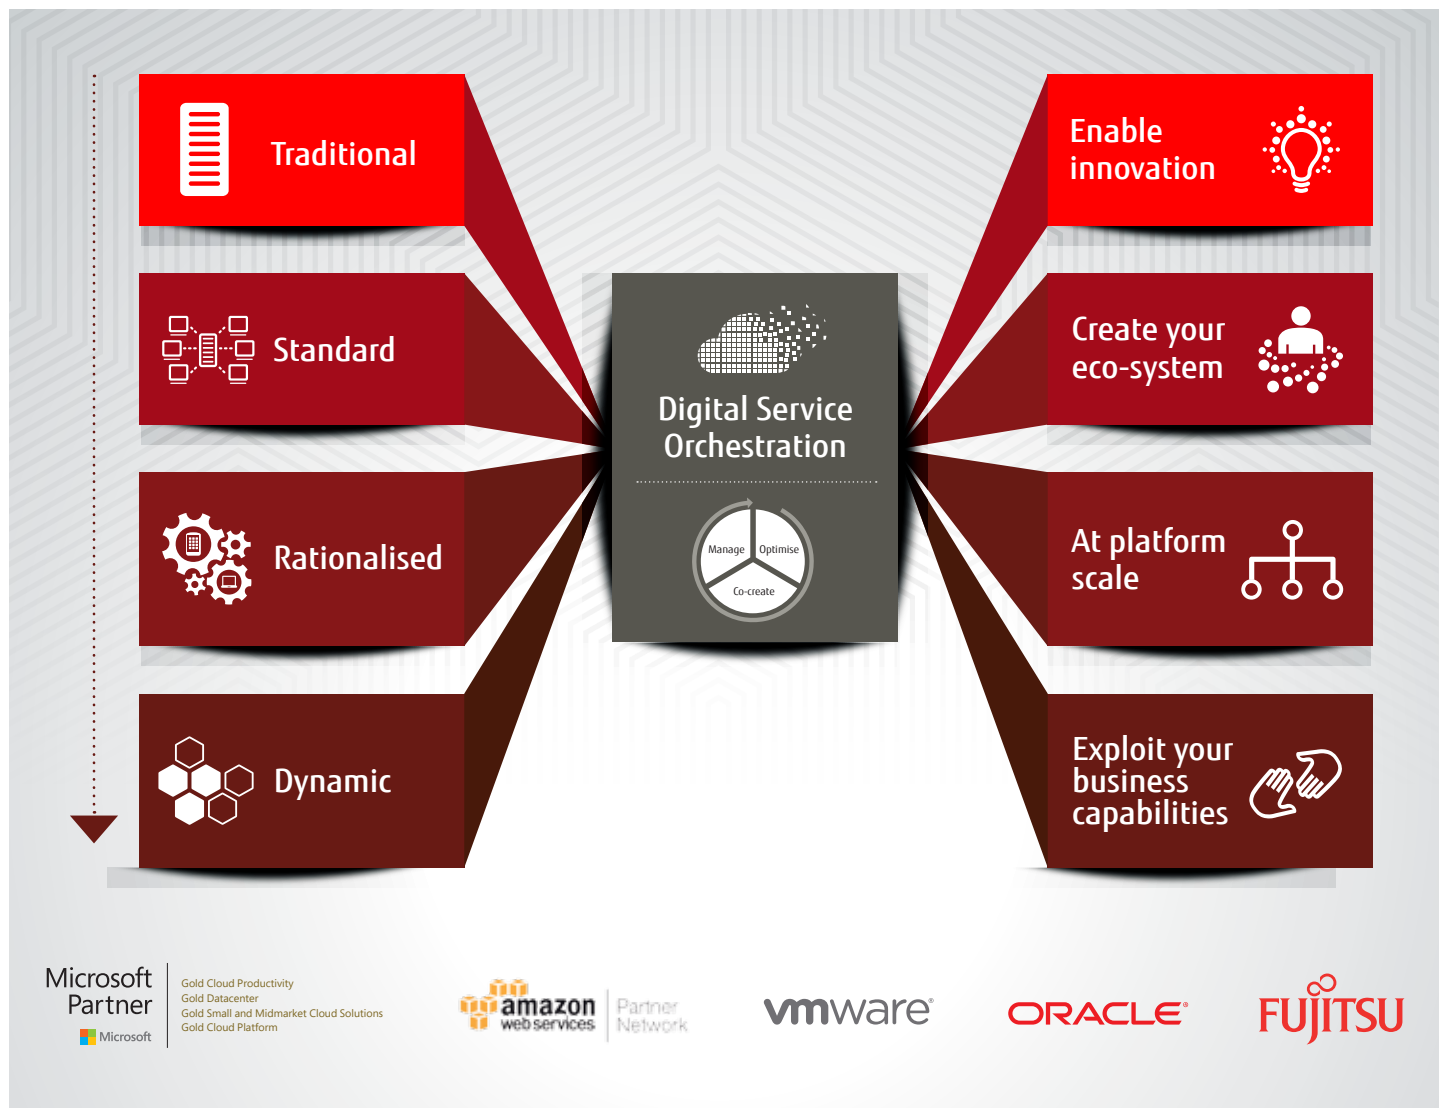 Traditional
Standard
Rationalised
Dynamic
Digital Service
Orchestration
Manage
Optimise
Co-create
Enable
innovation
Create your
eco-system
At platform
scale
Exploit your
business
capabilities
Microsoft
Partner
Microsoft
Gold Cloud Productivity
Gold Datacenter
Gold Small and Midmarket Cloud Solutions
Gold Cloud Platform
amazon
web services
Partner
Network
vmware®
ORACLE®
FUJITSU